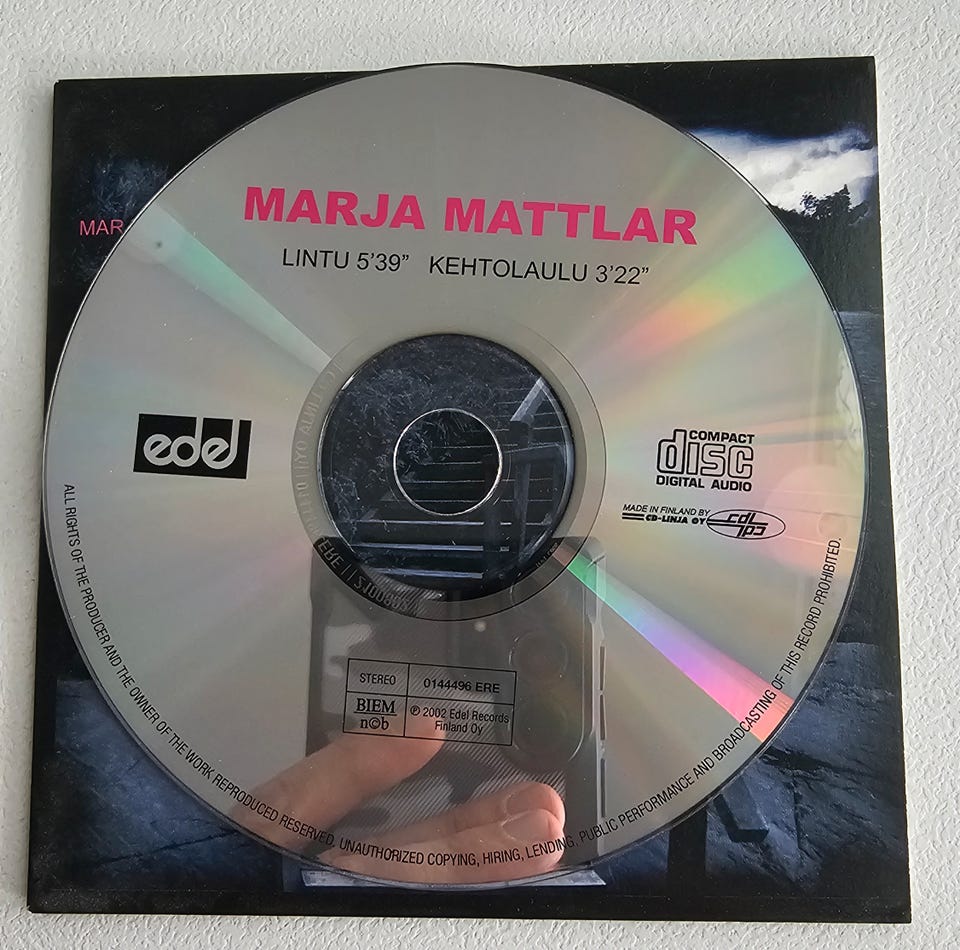 MAR
MARJA MATTLAR
LINTU 5’39” KEHTOLAULU 3’22”
edel
COMPACT
disc
DIGITAL AUDIO
MADE IN FINLAND BY
CD-LINJA OY
cdl
STEREO
0144496 ERE
BIEM
n©b
℗ 2002 Edel Records
Finland Oy
ALL RIGHTS OF THE PRODUCER AND THE OWNER OF THE WORK REPRODUCED RESERVED. UNAUTHORIZED COPYING, HIRING, LENDING, PUBLIC PERFORMANCE AND BROADCASTING OF THIS RECORD PROHIBITED.